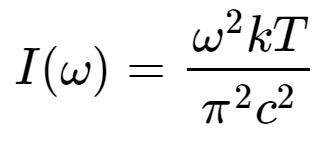 I(ω) = ω²kT / π²c²